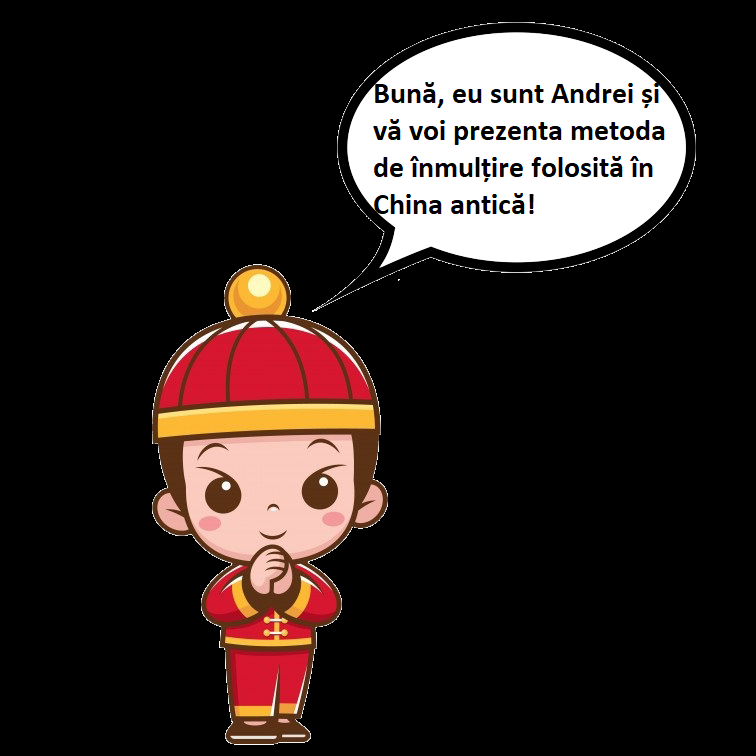 Bună, eu sunt Andrei și
vă voi prezenta metoda
de înmulțire folosită în
China antică!